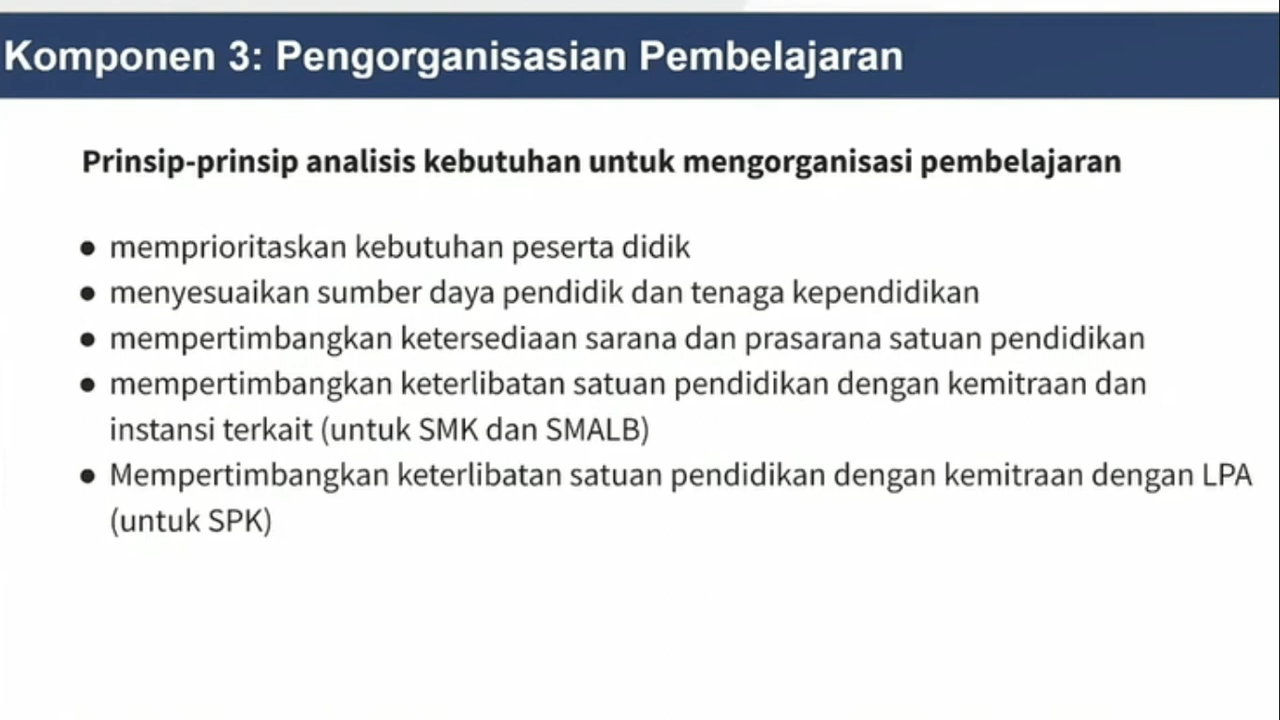 Komponen 3: Pengorganisasian Pembelajaran
Prinsip-prinsip analisis kebutuhan untuk mengorganisasi pembelajaran
● memprioritaskan kebutuhan peserta didik
● menyesuaikan sumber daya pendidik dan tenaga kependidikan
● mempertimbangkan ketersediaan sarana dan prasarana satuan pendidikan
● mempertimbangkan keterlibatan satuan pendidikan dengan kemitraan dan
instansi terkait (untuk SMK dan SMALB)
● Mempertimbangkan keterlibatan satuan pendidikan dengan kemitraan dengan LPA
(untuk SPK)